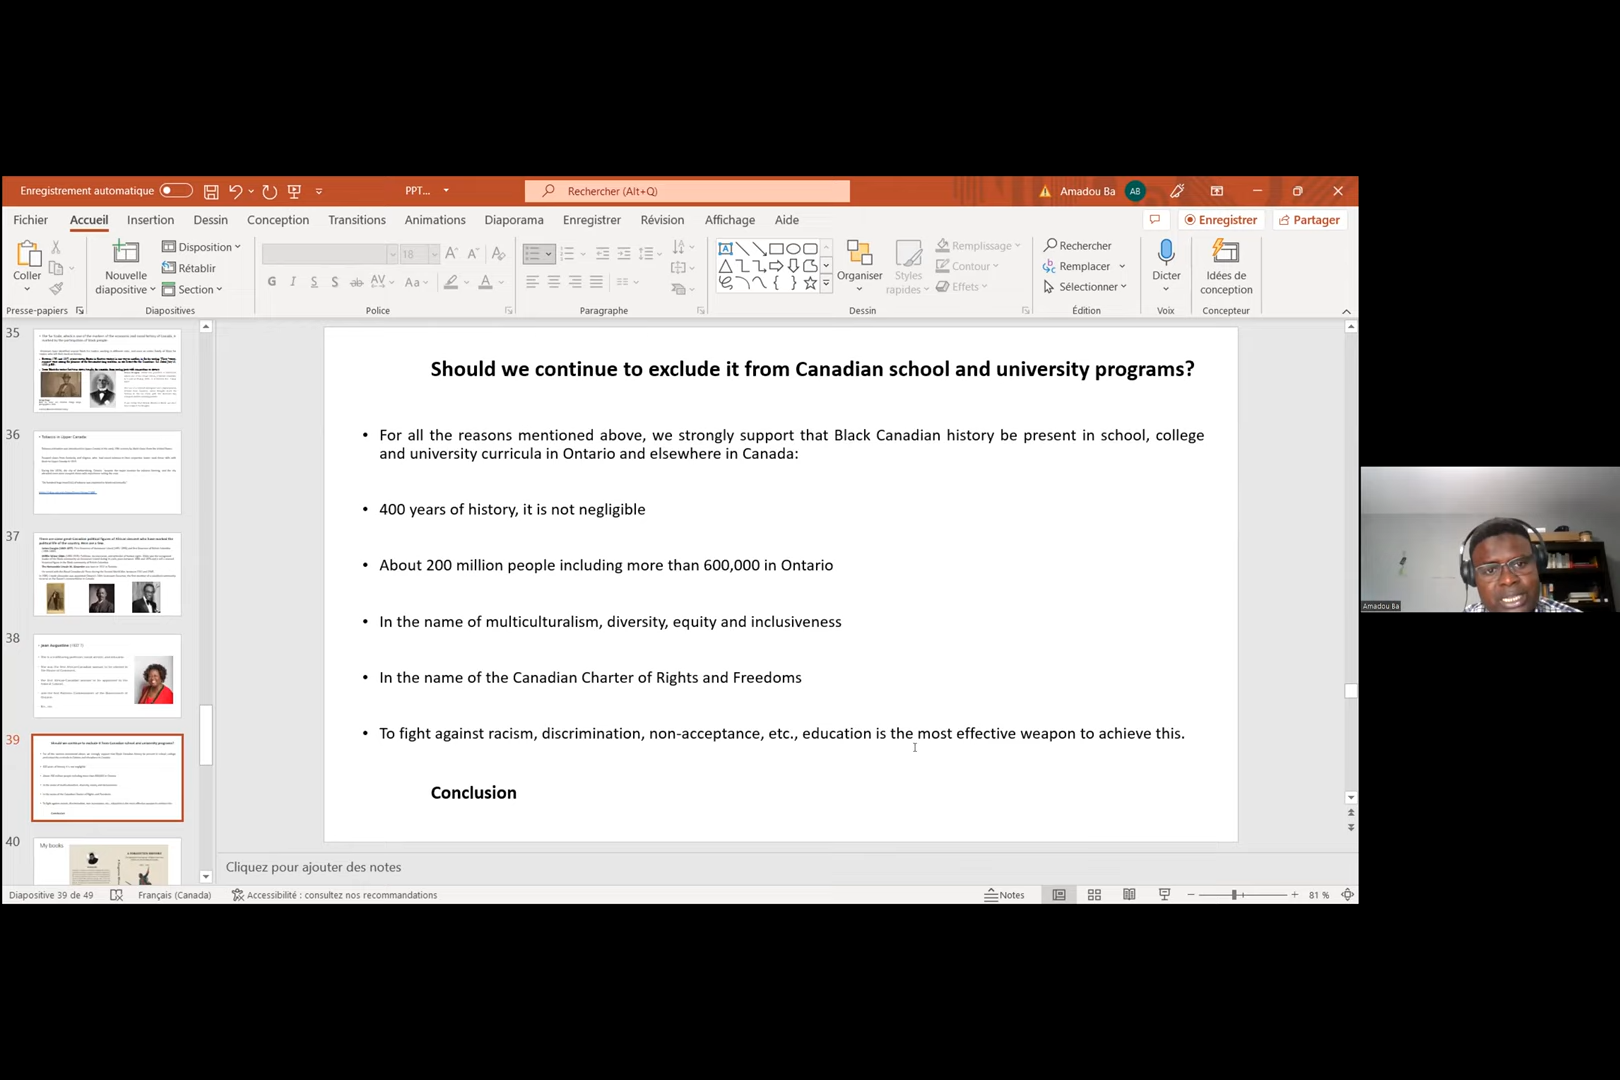 Enregistrement automatique
PPT...
Rechercher (Alt+Q)
Amadou Ba
AB
Fichier
Accueil
Insertion
Dessin
Conception
Transitions
Animations
Diaporama
Enregistrer
Révision
Affichage
Aide
Enregistrer
Partager
Coller
Nouvelle
diapositive
Disposition
Rétablir
Section
18
Organiser
Styles
rapides
Remplissage
Contour
Effets
Rechercher
Remplacer
Sélectionner
Dicter
Idées de
conception
Presse-papiers
Diapositives
Police
Paragraphe
Dessin
Édition
Voix
Concepteur
35
36
• Tobacco in Upper Canada
37
38
• Jean Augustine
39
40
My books
Should we continue to exclude it from Canadian school and university programs?
• For all the reasons mentioned above, we strongly support that Black Canadian history be present in school, college
and university curricula in Ontario and elsewhere in Canada:
• 400 years of history, it is not negligible
• About 200 million people including more than 600,000 in Ontario
• In the name of multiculturalism, diversity, equity and inclusiveness
• In the name of the Canadian Charter of Rights and Freedoms
• To fight against racism, discrimination, non-acceptance, etc., education is the most effective weapon to achieve this.
Conclusion
Amadou Ba
Cliquez pour ajouter des notes
Diapositive 39 de 49
Français (Canada)
Accessibilité : consultez nos recommandations
Notes
81 %